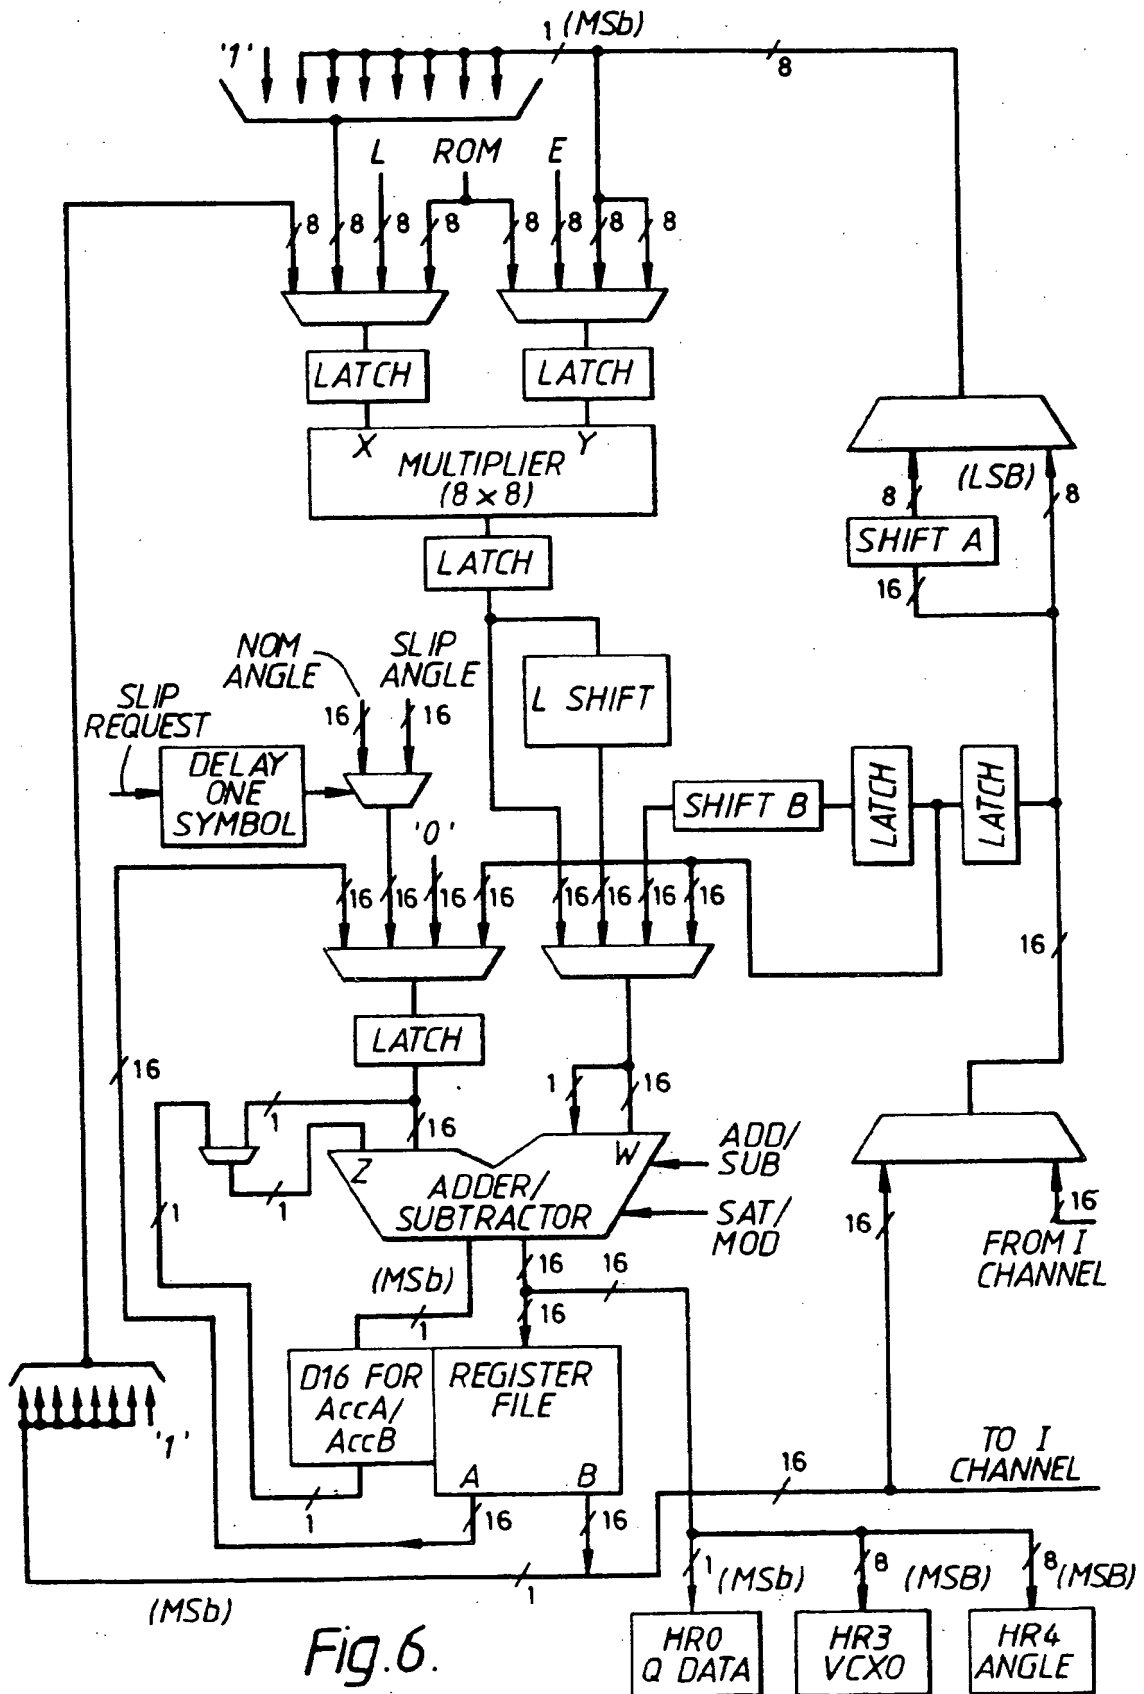 1 (MSb)
'1'
8
L ROM E
8 8 8 8 8 8 8 8
LATCH LATCH
X Y
MULTIPLIER
(8 x 8)
LATCH
(LSB)
8 8
SHIFT A
16
NOM
ANGLE
SLIP
ANGLE
16 16
SLIP
REQUEST
DELAY
ONE
SYMBOL
L SHIFT
SHIFT B
LATCH
LATCH
'0'
16 16 16 16 16 16 16 16
16
LATCH
16
1 16
1
16
Z W
ADDER/
SUBTRACTOR
ADD/
SUB
SAT/
MOD
1
1
(MSb)
1
16 16
16
16
16
FROM I
CHANNEL
D16 FOR
AccA/
AccB
REGISTER
FILE
A B
'1'
1
16 16
16
TO I
CHANNEL
1
(MSb)
1 (MSb)
8 (MSB)
8 (MSB)
HR0
Q DATA
HR3
VCXO
HR4
ANGLE
Fig.6.